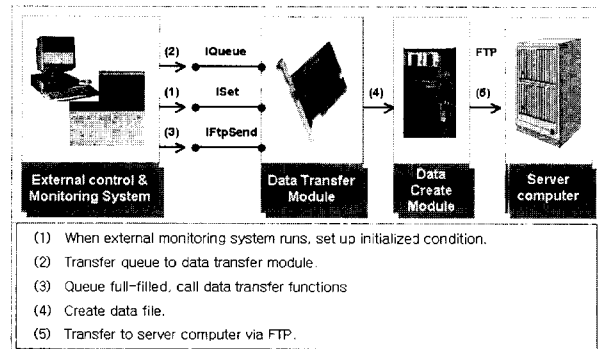 (2) IQueue
(1) ISet
(3) IFtpSend
(4)
FTP
(5)
External control &
Monitoring System
Data Transfer
Module
Data
Create
Module
Server
computer
(1) When external monitoring system runs, set up initialized condition.
(2) Transfer queue to data transfer module.
(3) Queue full-filled, call data transfer functions
(4) Create data file.
(5) Transfer to server computer via FTP.